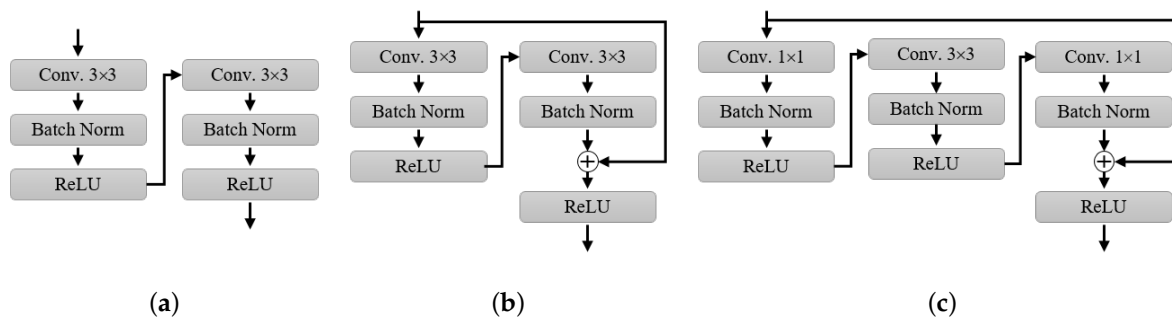 Conv. 3×3
Batch Norm
ReLU
Conv. 3×3
Batch Norm
ReLU
(a)
Conv. 3×3
Batch Norm
ReLU
Conv. 3×3
Batch Norm
+
ReLU
(b)
Conv. 1×1
Batch Norm
ReLU
Conv. 3×3
Batch Norm
ReLU
Conv. 1×1
Batch Norm
+
ReLU
(c)